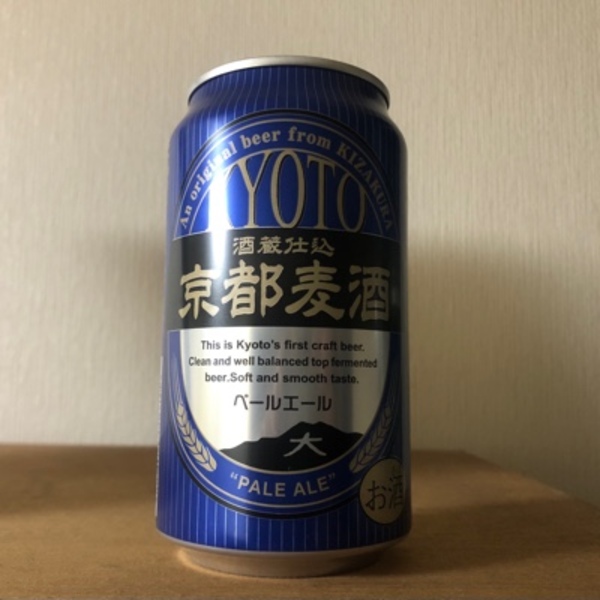 An original beer from KIZAKURA
KYOTO
酒蔵仕込
京都麦酒
This is Kyoto's first craft beer.
Clean and well balanced top fermented
beer.Soft and smooth taste.
ペールエール
大
"PALE ALE"
お酒